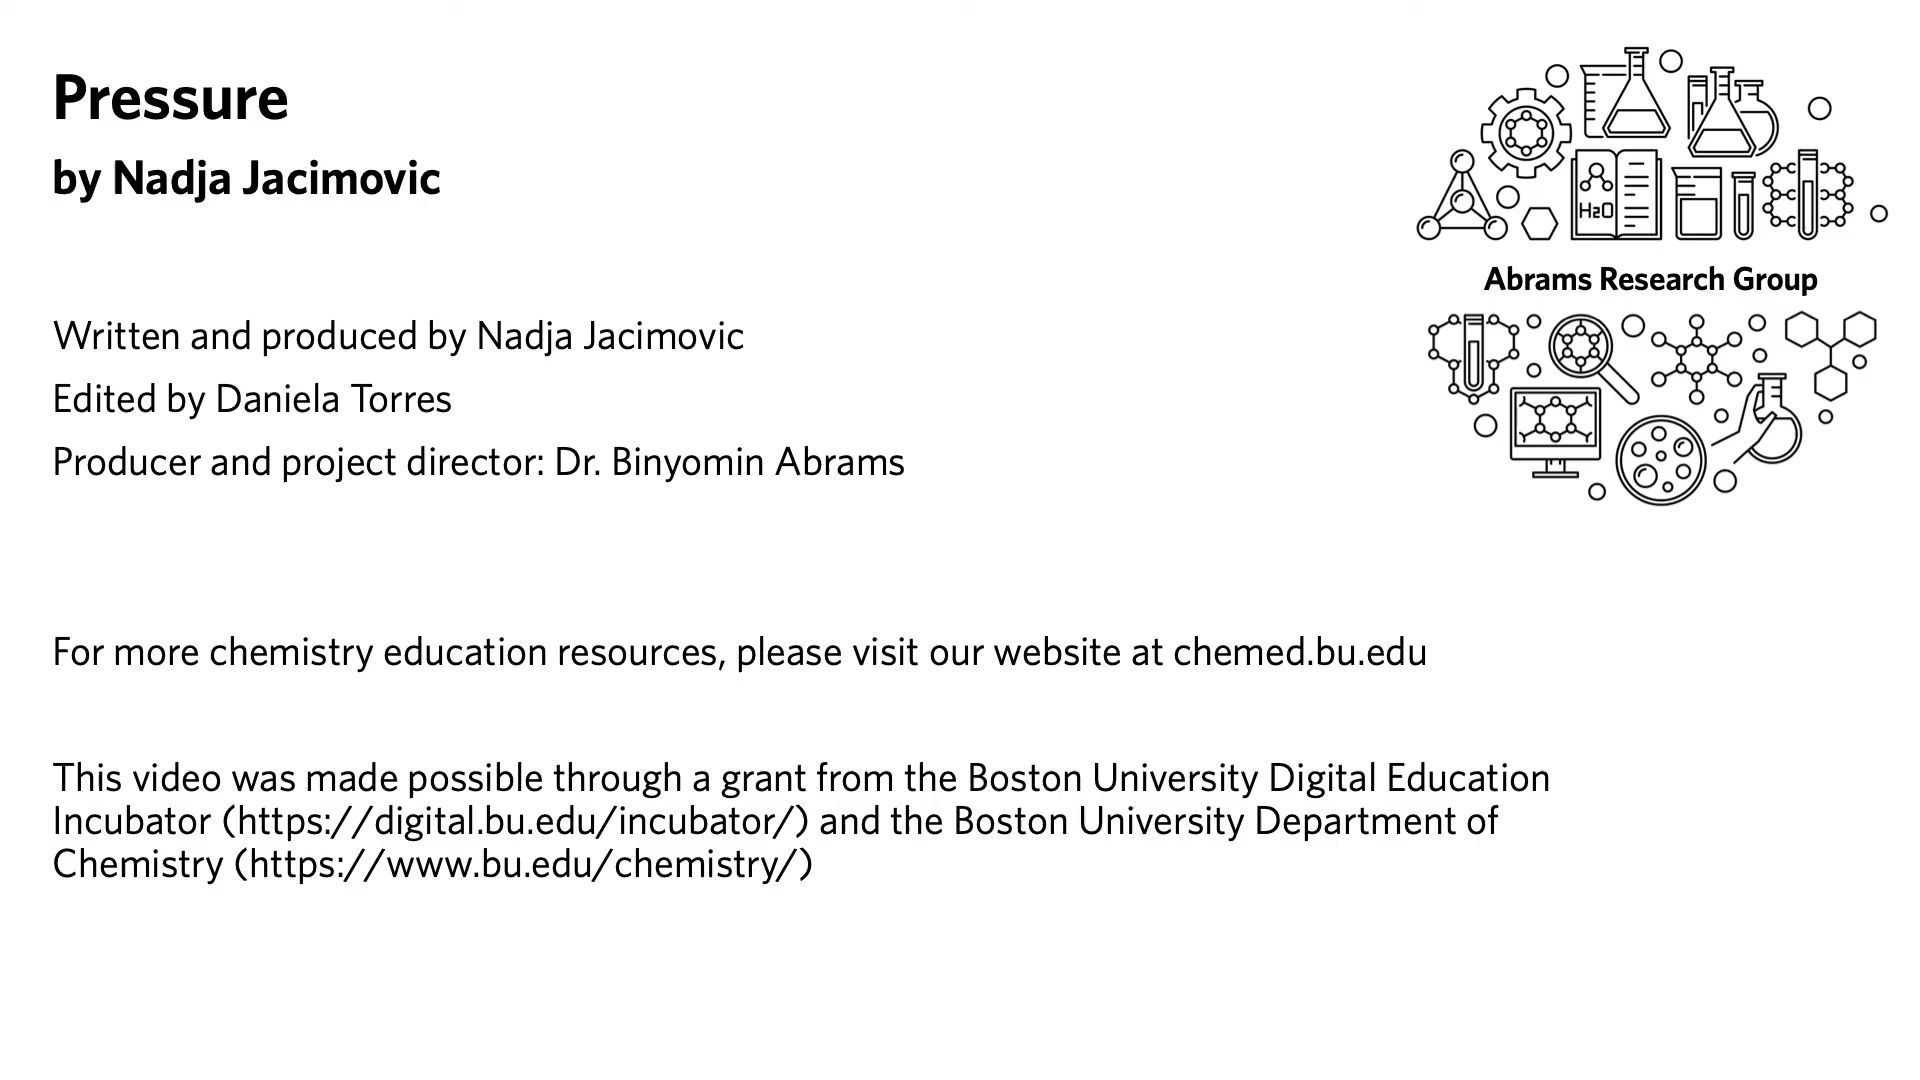 Pressure
by Nadja Jacimovic
Written and produced by Nadja Jacimovic
Edited by Daniela Torres
Producer and project director: Dr. Binyomin Abrams
H2O
Abrams Research Group
For more chemistry education resources, please visit our website at chemed.bu.edu
This video was made possible through a grant from the Boston University Digital Education
Incubator (https://digital.bu.edu/incubator/) and the Boston University Department of
Chemistry (https://www.bu.edu/chemistry/)